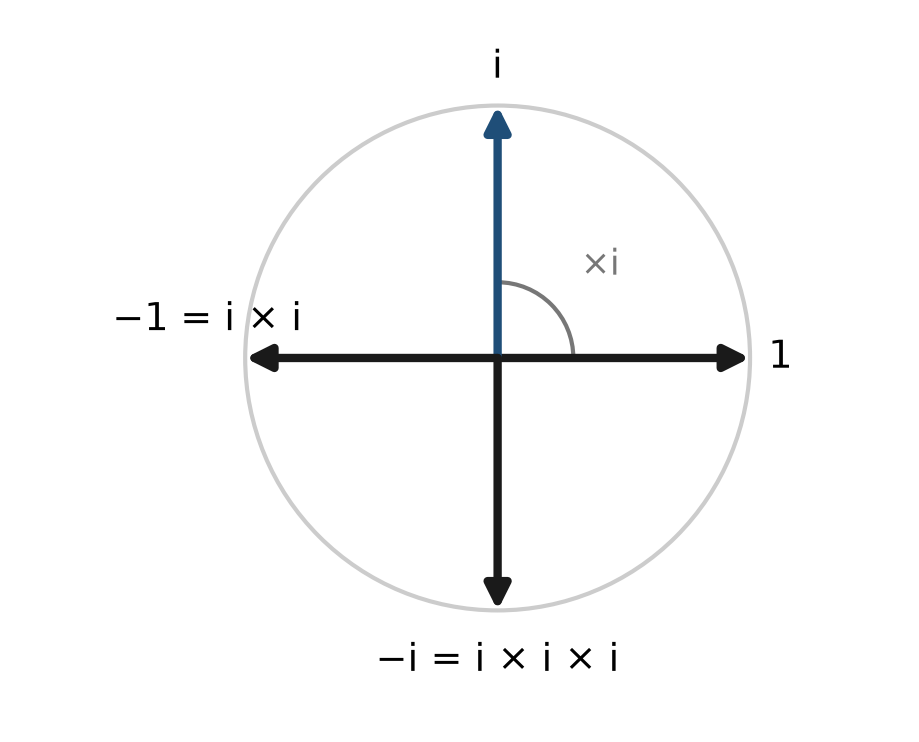 i
×i
−1 = i × i
1
−i = i × i × i